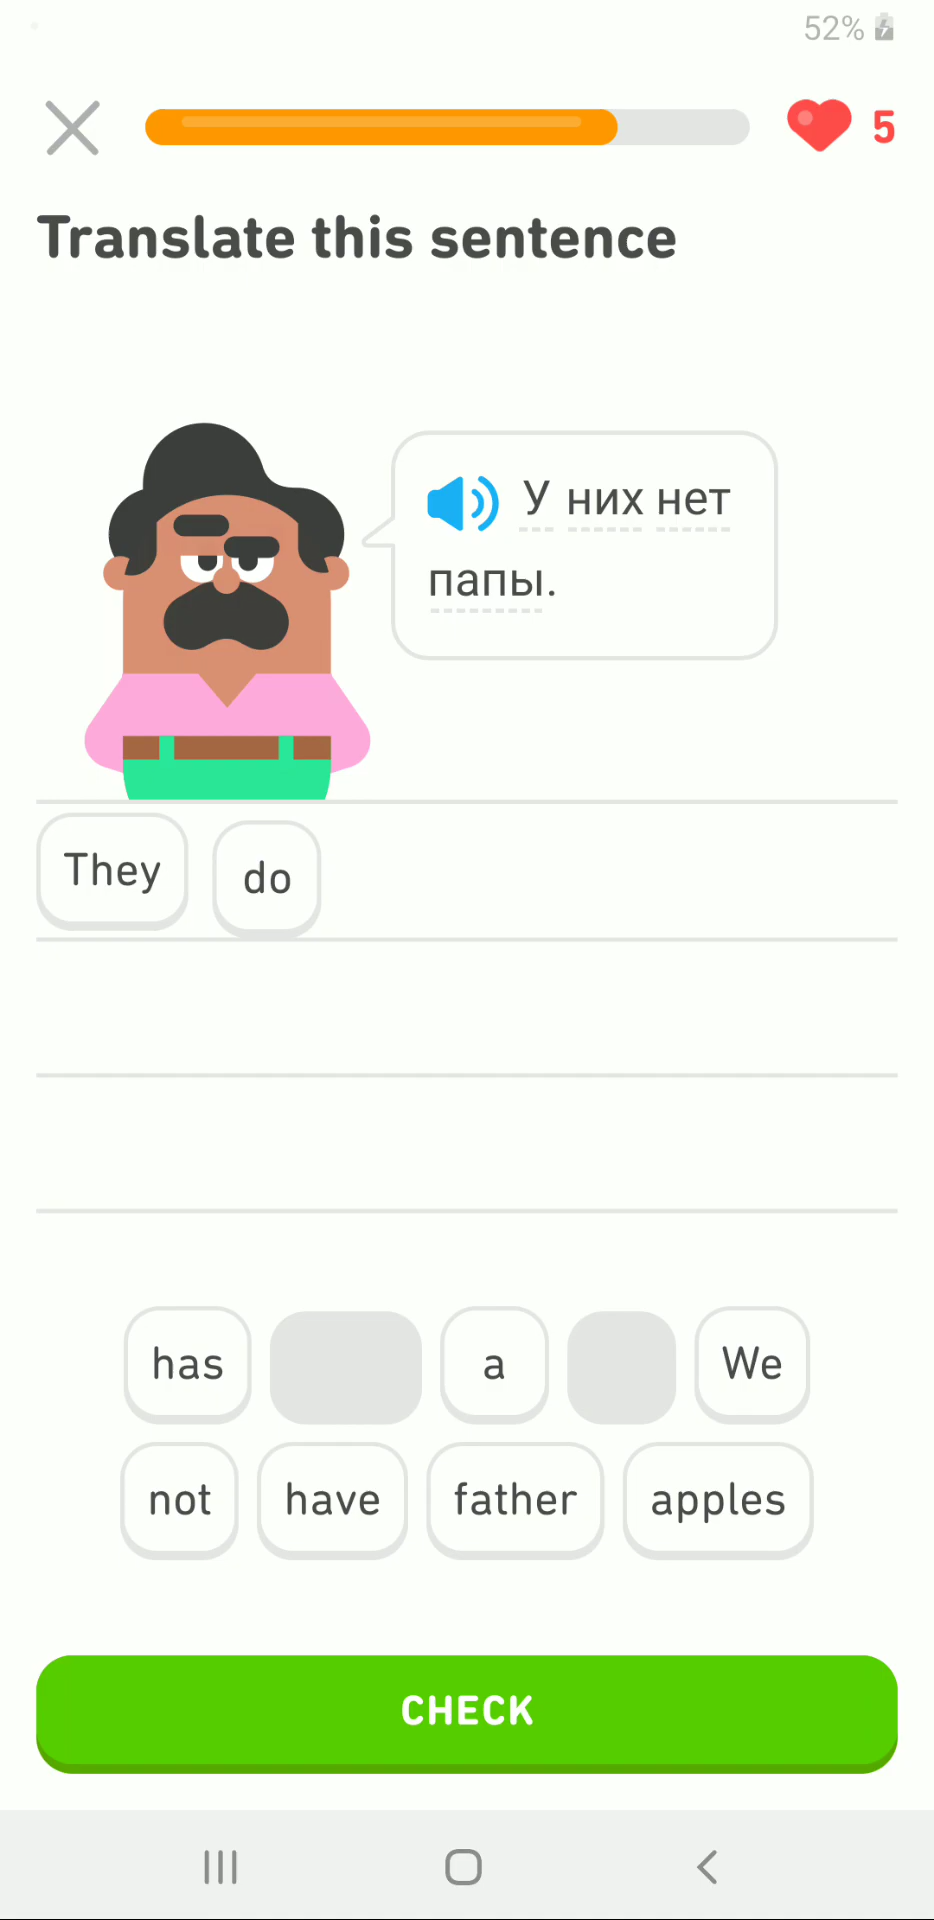 52%
5
Translate this sentence
У них нет
папы.
They do
has a We
not have father apples
CHECK